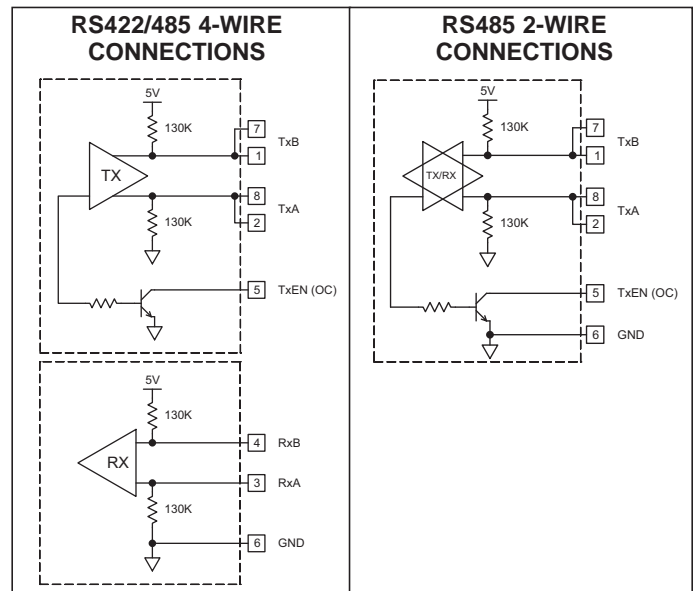 RS422/485 4-WIRE
CONNECTIONS
5V
130K
7
TxB
1
TX
8
TxA
130K
2
5
TxEN (OC)
5V
130K
4
RxB
RX
3
RxA
130K
6
GND
RS485 2-WIRE
CONNECTIONS
5V
130K
7
TxB
1
TX/RX
8
TxA
130K
2
5
TxEN (OC)
6
GND